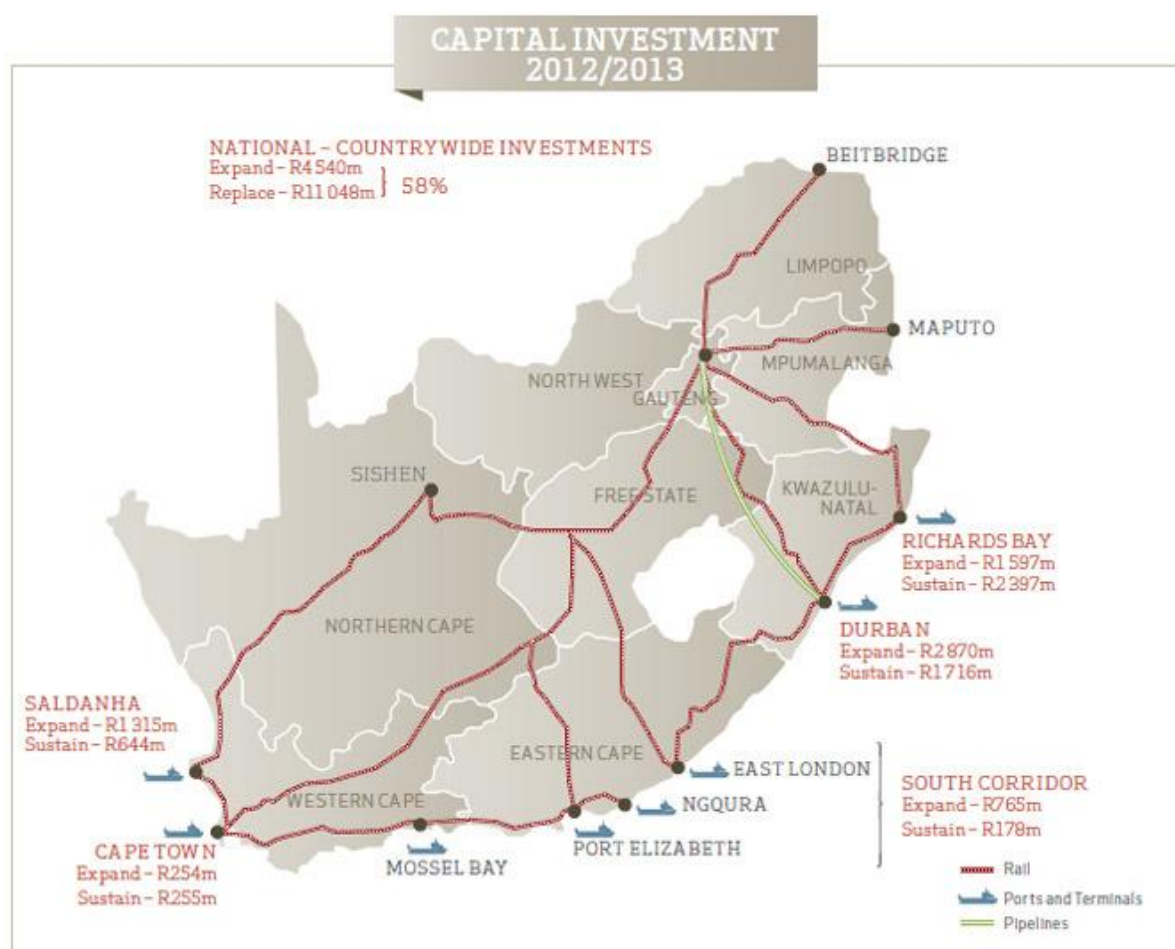 CAPITAL INVESTMENT
2012/2013
NATIONAL – COUNTRYWIDE INVESTMENTS
Expand – R4 540m
Replace – R11 048m
58%
BEITBRIDGE
LIMPOPO
MAPUTO
MPUMALANGA
NORTH WEST
GAUTENG
SISHEN
FREE STATE
KWAZULU-
NATAL
RICHARDS BAY
Expand – R1 597m
Sustain – R2 397m
NORTHERN CAPE
DURBAN
Expand – R2 870m
Sustain – R1 716m
SALDANHA
Expand – R1 315m
Sustain – R644m
EASTERN CAPE
EAST LONDON
WESTERN CAPE
NGQURA
SOUTH CORRIDOR
Expand – R765m
Sustain – R178m
CAPE TOWN
Expand – R254m
Sustain – R255m
MOSSEL BAY
PORT ELIZABETH
Rail
Ports and Terminals
Pipelines